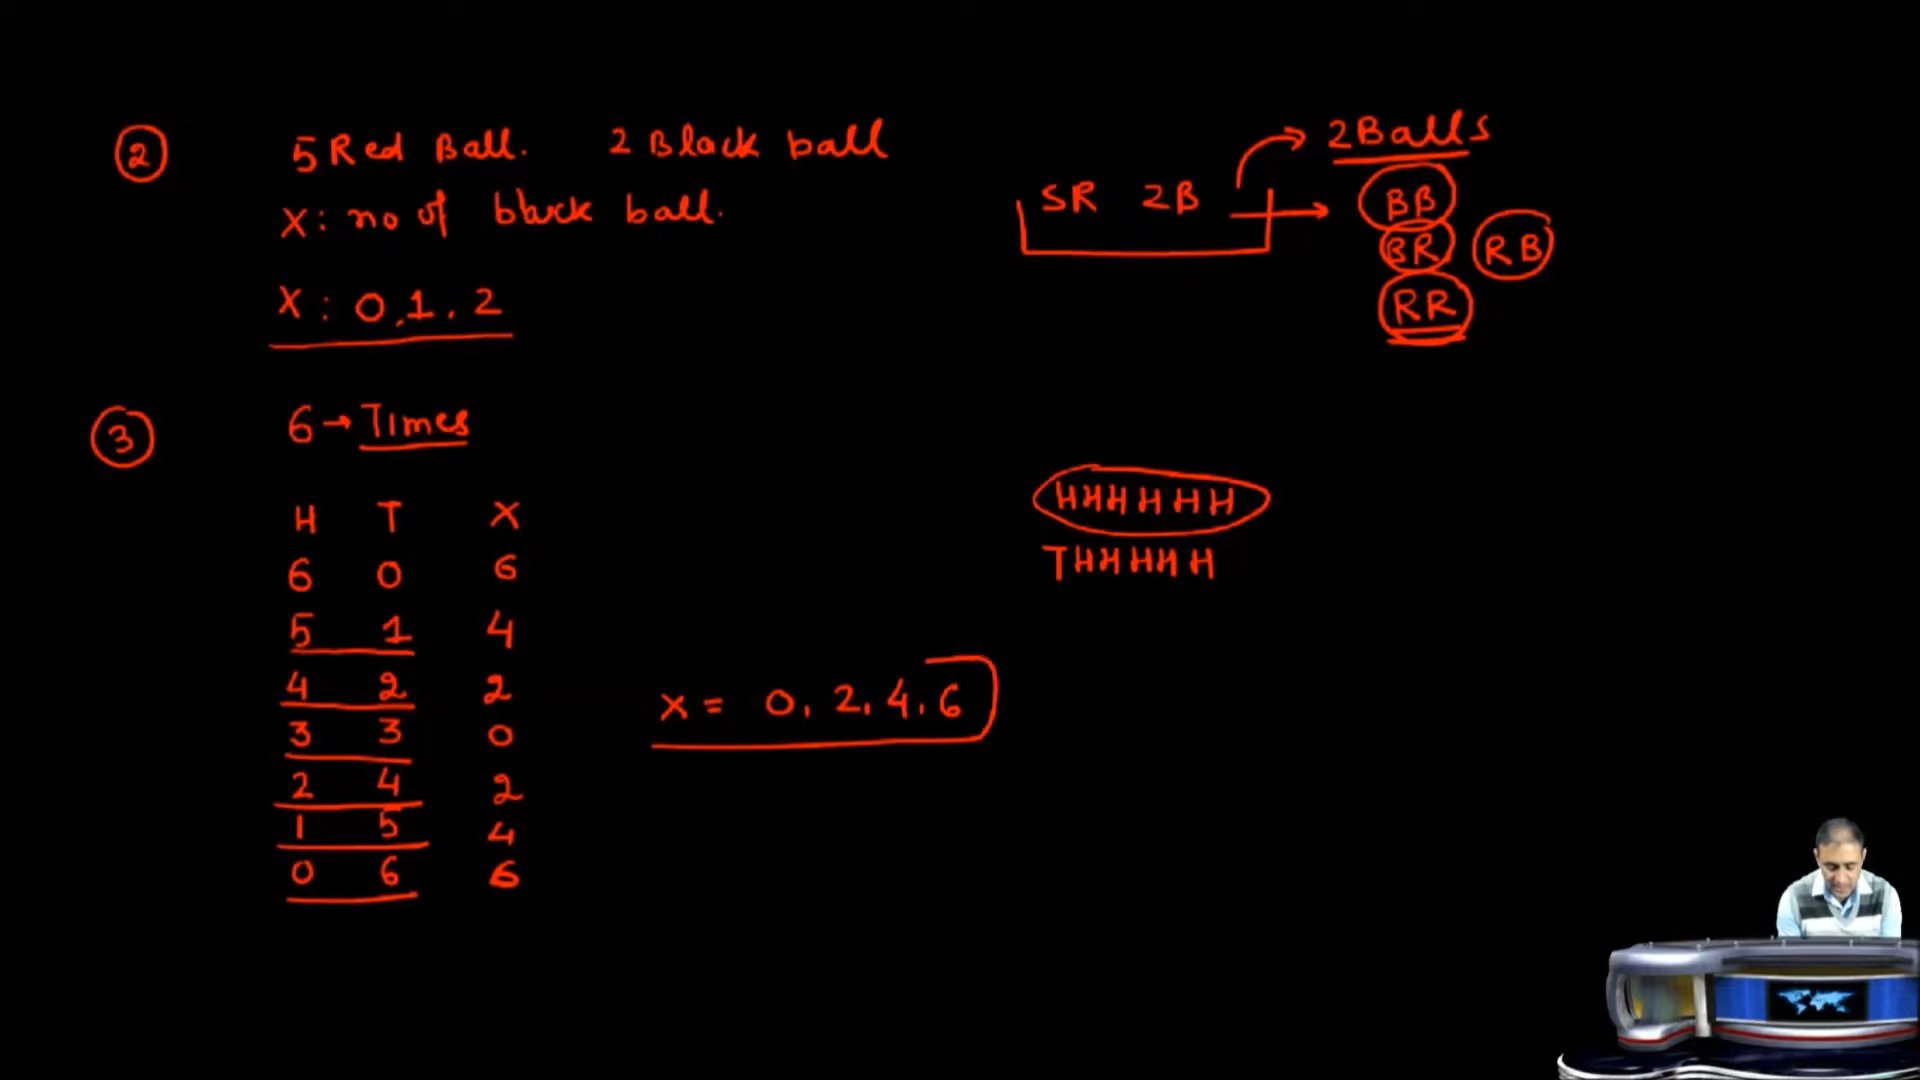 2 5 Red Ball. 2 Black ball
X: no of black ball.
X: 0, 1, 2
5R 2B
2 Balls
BB
BR RB
RR
3 6 → Times
H T X
6 0 6
5 1 4
4 2 2
3 3 0
2 4 2
1 5 4
0 6 6
X = 0, 2, 4, 6
HHHHHH
THHHHH